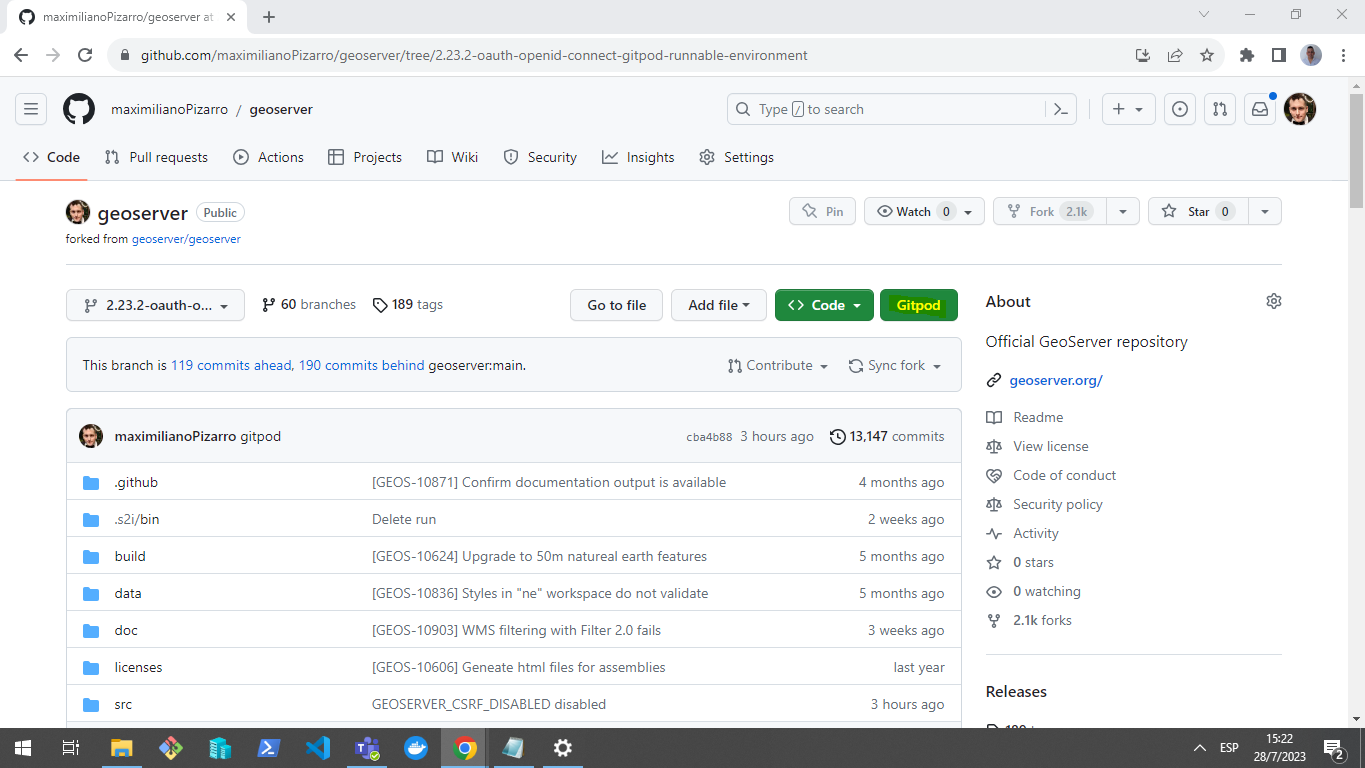 maximilianoPizarro/geoserver at
github.com/maximilianoPizarro/geoserver/tree/2.23.2-oauth-openid-connect-gitpod-runnable-environment
maximilianoPizarro / geoserver
Type / to search
Code Pull requests Actions Projects Wiki Security Insights Settings
geoserver Public
Pin Watch 0 Fork 2.1k Star 0
forked from geoserver/geoserver
2.23.2-oauth-o... 60 branches 189 tags Go to file Add file Code Gitpod
This branch is 119 commits ahead, 190 commits behind geoserver:main. Contribute Sync fork
maximilianoPizarro gitpod cba4b88 3 hours ago 13,147 commits
.github [GEOS-10871] Confirm documentation output is available 4 months ago
.s2i/bin Delete run 2 weeks ago
build [GEOS-10624] Upgrade to 50m natureal earth features 5 months ago
data [GEOS-10836] Styles in "ne" workspace do not validate 5 months ago
doc [GEOS-10903] WMS filtering with Filter 2.0 fails 3 weeks ago
licenses [GEOS-10606] Geneate html files for assemblies last year
src GEOSERVER_CSRF_DISABLED disabled 3 hours ago
About
Official GeoServer repository
geoserver.org/
Readme
View license
Code of conduct
Security policy
Activity
0 stars
0 watching
2.1k forks
Releases
ESP
15:22
28/7/2023
2